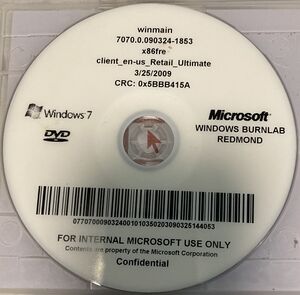 winmain
7070.0.090324-1853
x86fre
client_en-us_Retail_Ultimate
3/25/2009
CRC: 0x5BBB415A
Windows 7
Microsoft
DVD
WINDOWS BURNLAB
REDMOND
077070009032400101035020309032514405​3
FOR INTERNAL MICROSOFT USE ONLY
Contents are property of the Microsoft Corporation
Confidential